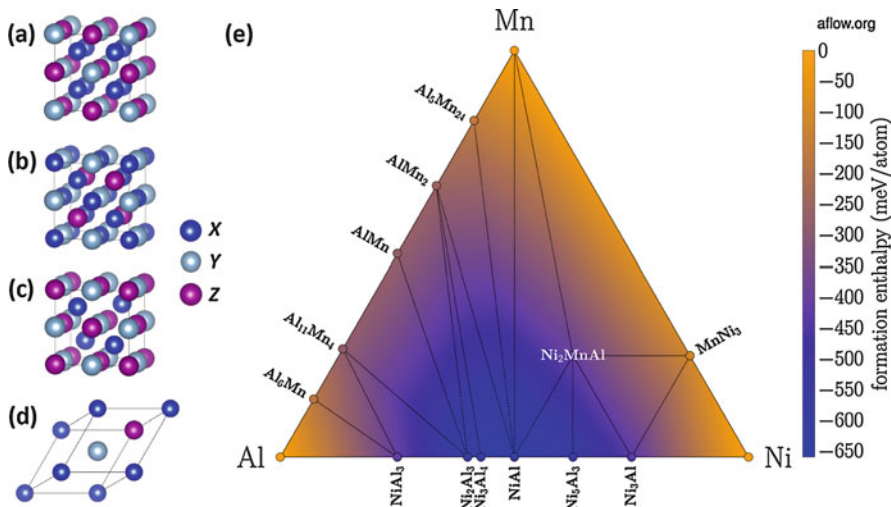 (a)
(b)
(c)
(d)
X
Y
Z
(e)
Mn
Al
Ni
Al₅Mn₂₄
AlMn₂
AlMn
Al₁₁Mn₄
Al₆Mn
Ni₂MnAl
MnNi₃
NiAl₃
Ni₂Al₃
Ni₃Al₄
NiAl
Ni₅Al₃
Ni₃Al
aflow.org
0
−50
−100
−150
−200
−250
−300
−350
−400
−450
−500
−550
−600
−650
formation enthalpy (meV/atom)